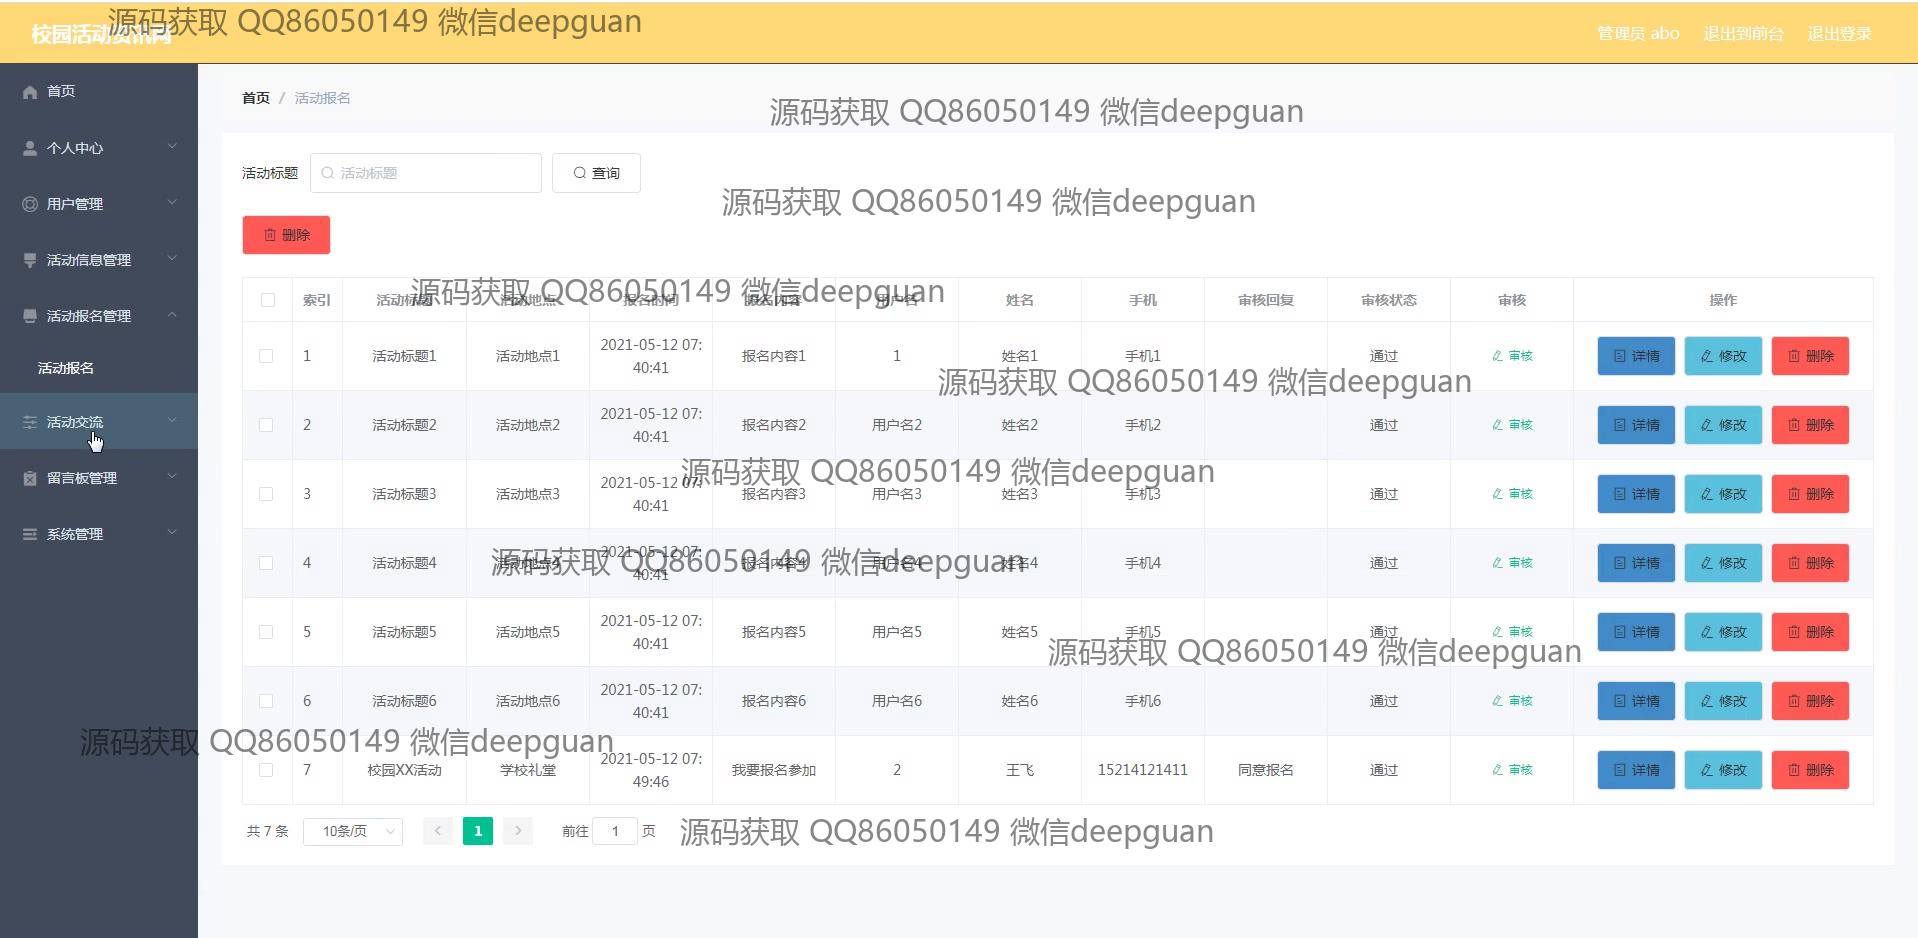 校园活动资讯网
源码获取 QQ86050149 微信deepguan
管理员 abo 退出到前台 退出登录
首页
个人中心
用户管理
活动信息管理
活动报名管理
活动报名
活动交流
留言板管理
系统管理
首页 / 活动报名
源码获取 QQ86050149 微信deepguan
活动标题 活动标题 查询
源码获取 QQ86050149 微信deepguan
删除
源码获取 QQ86050149 微信deepguan
索引 活动标题 活动地点 报名时间 报名内容 用户名 姓名 手机 审核回复 审核状态 审核 操作
1 活动标题1 活动地点1 2021-05-12 07:40:41 报名内容1 1 姓名1 手机1 通过 审核 详情 修改 删除
源码获取 QQ86050149 微信deepguan
2 活动标题2 活动地点2 2021-05-12 07:40:41 报名内容2 用户名2 姓名2 手机2 通过 审核 详情 修改 删除
源码获取 QQ86050149 微信deepguan
3 活动标题3 活动地点3 2021-05-12 07:40:41 报名内容3 用户名3 姓名3 手机3 通过 审核 详情 修改 删除
源码获取 QQ86050149 微信deepguan
4 活动标题4 活动地点4 2021-05-12 07:40:41 报名内容4 用户名4 姓名4 手机4 通过 审核 详情 修改 删除
5 活动标题5 活动地点5 2021-05-12 07:40:41 报名内容5 用户名5 姓名5 手机5 通过 审核 详情 修改 删除
源码获取 QQ86050149 微信deepguan
6 活动标题6 活动地点6 2021-05-12 07:40:41 报名内容6 用户名6 姓名6 手机6 通过 审核 详情 修改 删除
源码获取 QQ86050149 微信deepguan
7 校园XX活动 学校礼堂 2021-05-12 07:49:46 我要报名参加 2 王飞 15214121411 同意报名 通过 审核 详情 修改 删除
共 7 条 10条/页 1 前往 1 页
源码获取 QQ86050149 微信deepguan